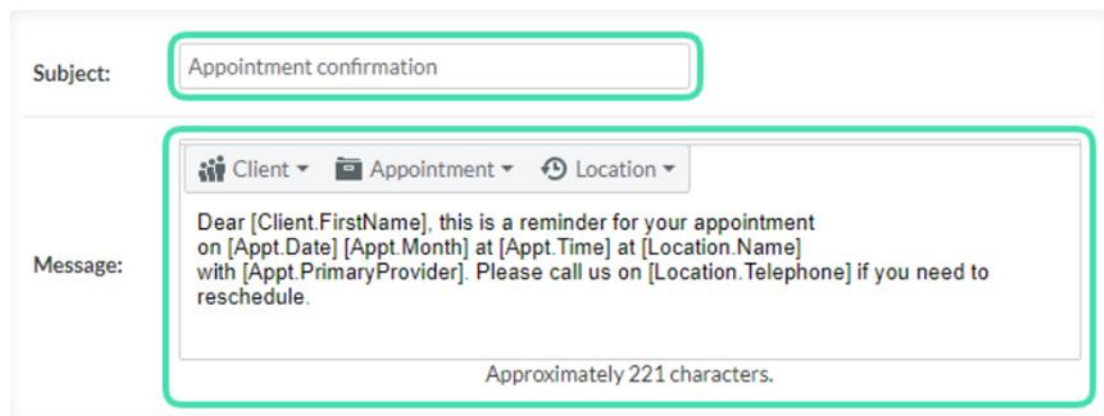 Subject:
Appointment confirmation
Message:
Client Appointment Location
Dear [Client.FirstName], this is a reminder for your appointment
on [Appt.Date] [Appt.Month] at [Appt.Time] at [Location.Name]
with [Appt.PrimaryProvider]. Please call us on [Location.Telephone] if you need to
reschedule.
Approximately 221 characters.